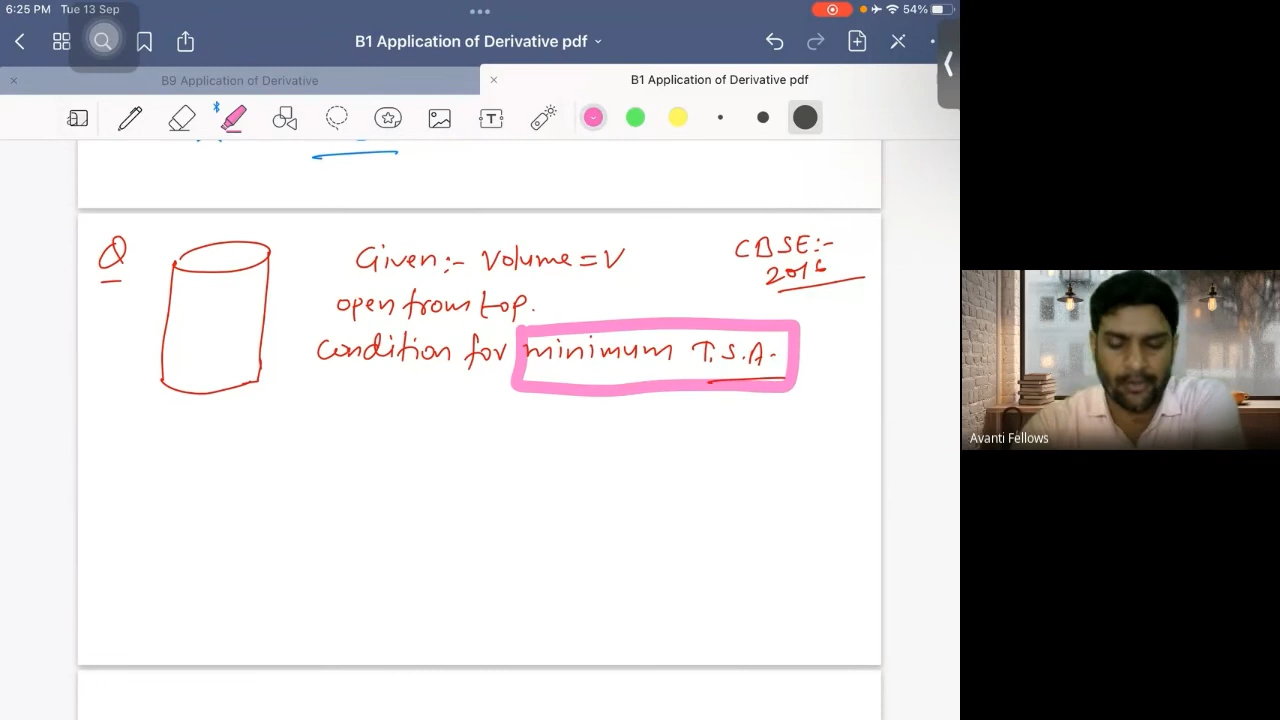 6:25 PM Tue 13 Sep
54%
B1 Application of Derivative pdf
B9 Application of Derivative
B1 Application of Derivative pdf
T
Q
Given:- Volume = V
CBSE:-
2016
open from top.
condition for minimum T.S.A.
Avanti Fellows